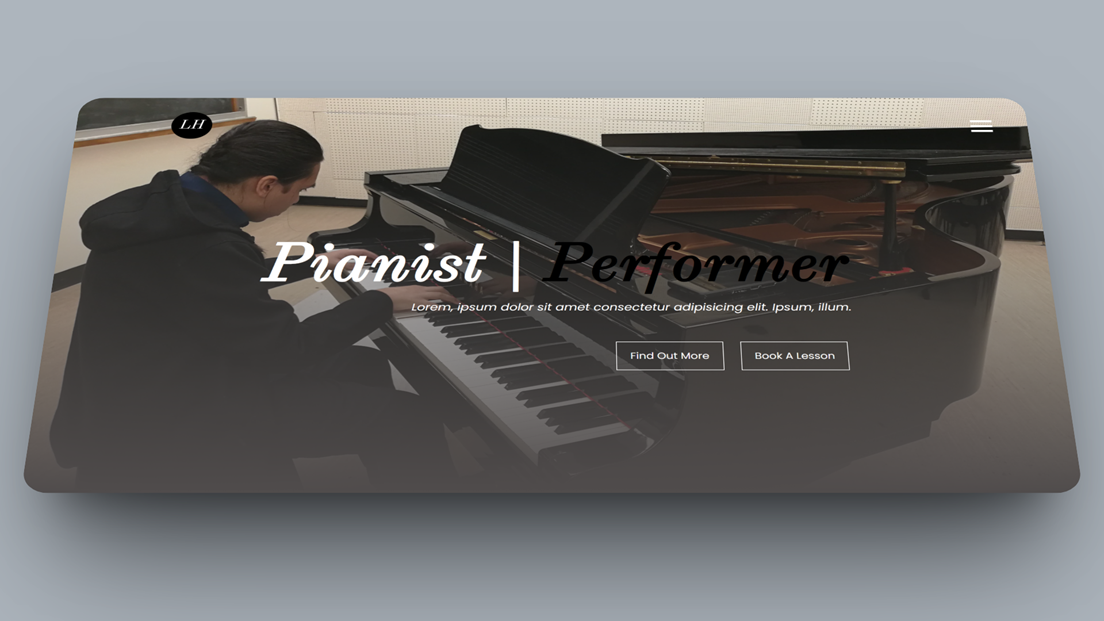 LH
Pianist | Performer
Lorem, ipsum dolor sit amet consectetur adipisicing elit. Ipsum, illum.
Find Out More
Book A Lesson